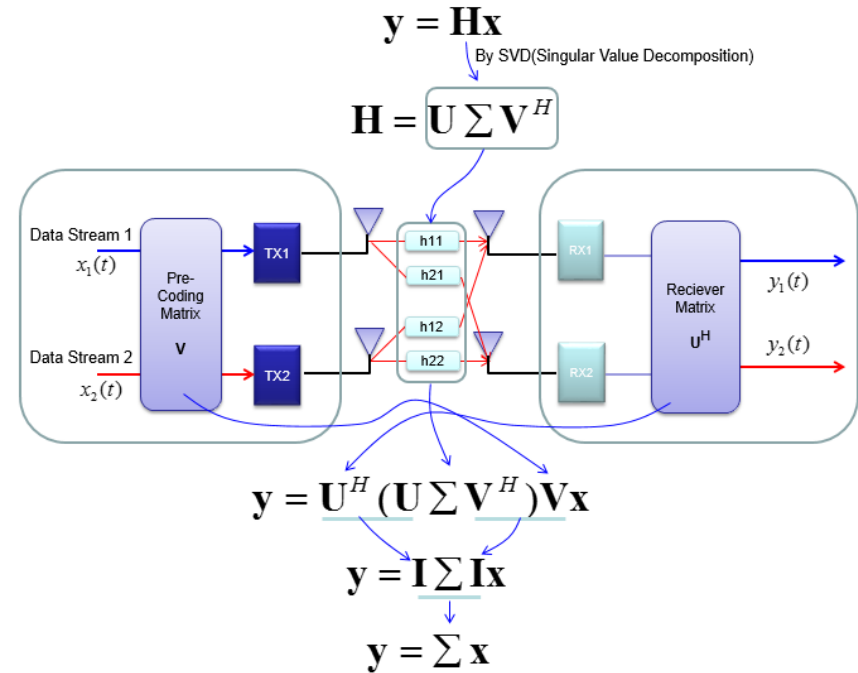 y = Hx
By SVD(Singular Value Decomposition)
H = U ∑ V^H
Data Stream 1
x₁(t)
Pre-
Coding
Matrix
V
TX1
h11
h21
h12
h22
RX1
Reciever
Matrix
U^H
y₁(t)
Data Stream 2
x₂(t)
TX2
RX2
y₂(t)
y = U^H (U ∑ V^H)Vx
y = I ∑ Ix
y = ∑ x